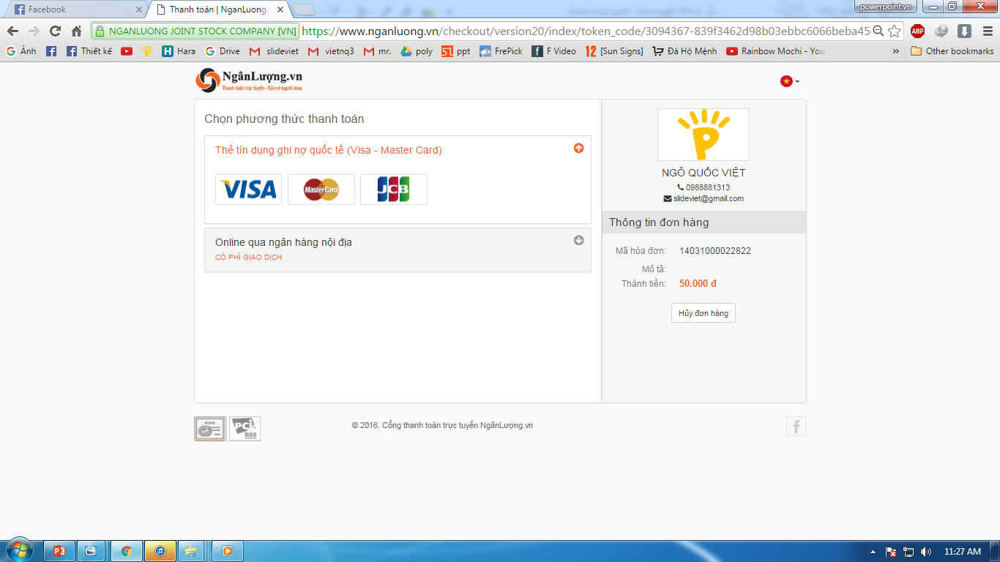 Facebook
Thanh toán | NganLuong.v
powerpoint.vn
NGANLUONG JOINT STOCK COMPANY [VN]
https://www.nganluong.vn/checkout/version20/index/token_code/3094367-839f3462d98b03ebbc6066beba45
ABP
Ảnh
Thiết kế
Hara
Drive
slideviet
vietnq3
mr.
poly
ppt
FrePick
F Video
[Sun Signs]
Đá Hộ Mệnh
Rainbow Mochi - You
»
Other bookmarks
NgânLượng.vn
Thanh toán trực tuyến - Bảo vệ người mua
Chọn phương thức thanh toán
Thẻ tín dụng ghi nợ quốc tế (Visa - Master Card)
VISA
MasterCard
JCB
Online qua ngân hàng nội địa
CÓ PHÍ GIAO DỊCH
NGÔ QUỐC VIỆT
0988881313
slideviet@gmail.com
Thông tin đơn hàng
Mã hóa đơn: 14031000022822
Mô tả:
Thành tiền: 50.000 đ
Hủy đơn hàng
PCI
DSS
© 2016. Cổng thanh toán trực tuyến NgânLượng.vn
11:27 AM